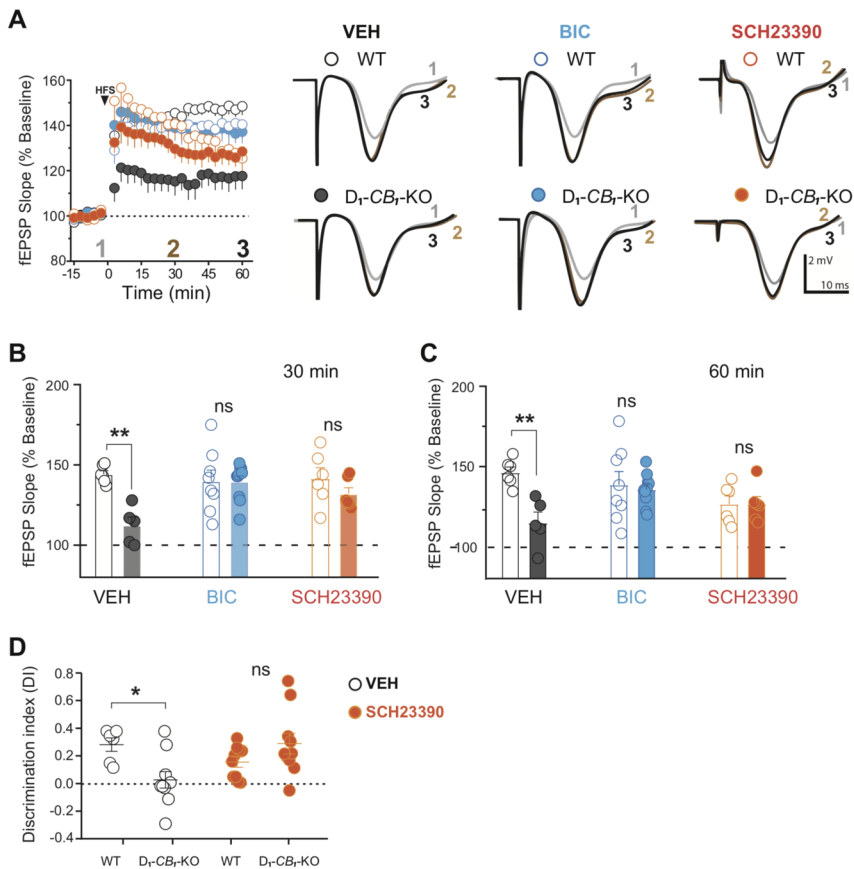 A
VEH
BIC
SCH23390
WT
WT
WT
fEPSP Slope (% Baseline)
160
140
120
100
80
HFS
1
2
3
-15
0
15
30
45
60
Time (min)
1
2
3
1
2
3
2
1
3
D₁-CB₁-KO
D₁-CB₁-KO
D₁-CB₁-KO
1
2
3
1
2
3
2
1
3
2 mV
10 ms
B
30 min
fEPSP Slope (% Baseline)
200
150
100
**
ns
ns
VEH
BIC
SCH23390
C
60 min
fEPSP Slope (% Baseline)
200
150
100
**
ns
ns
VEH
BIC
SCH23390
D
Discrimination index (DI)
0.8
0.6
0.4
0.2
0.0
-0.2
-0.4
*
ns
VEH
SCH23390
WT
D₁-CB₁-KO
WT
D₁-CB₁-KO